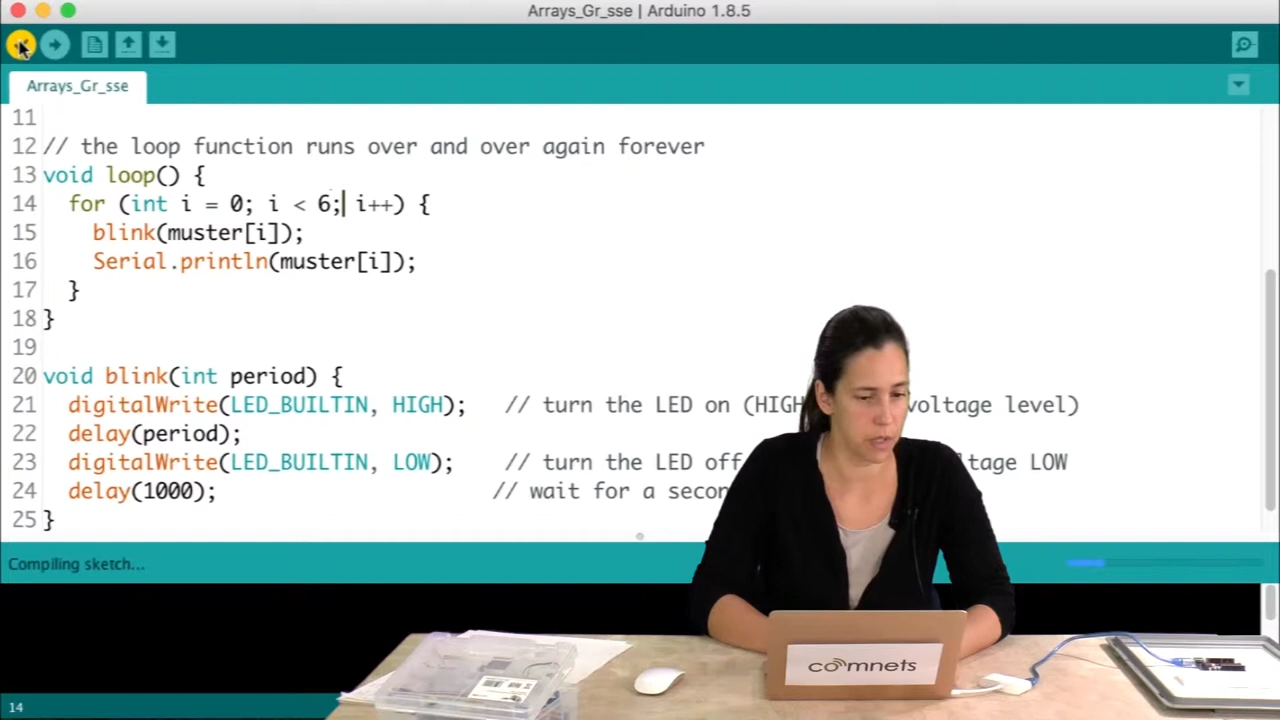 Arrays_Gr_sse | Arduino 1.8.5
Arrays_Gr_sse
11
12 // the loop function runs over and over again forever
13 void loop() {
14 for (int i = 0; i < 6; i++) {
15 blink(muster[i]);
16 Serial.println(muster[i]);
17 }
18 }
19
20 void blink(int period) {
21 digitalWrite(LED_BUILTIN, HIGH); // turn the LED on (HIGH voltage level)
22 delay(period);
23 digitalWrite(LED_BUILTIN, LOW); // turn the LED off LOW
24 delay(1000); // wait for a
25 }
Compiling sketch...
comnets
14